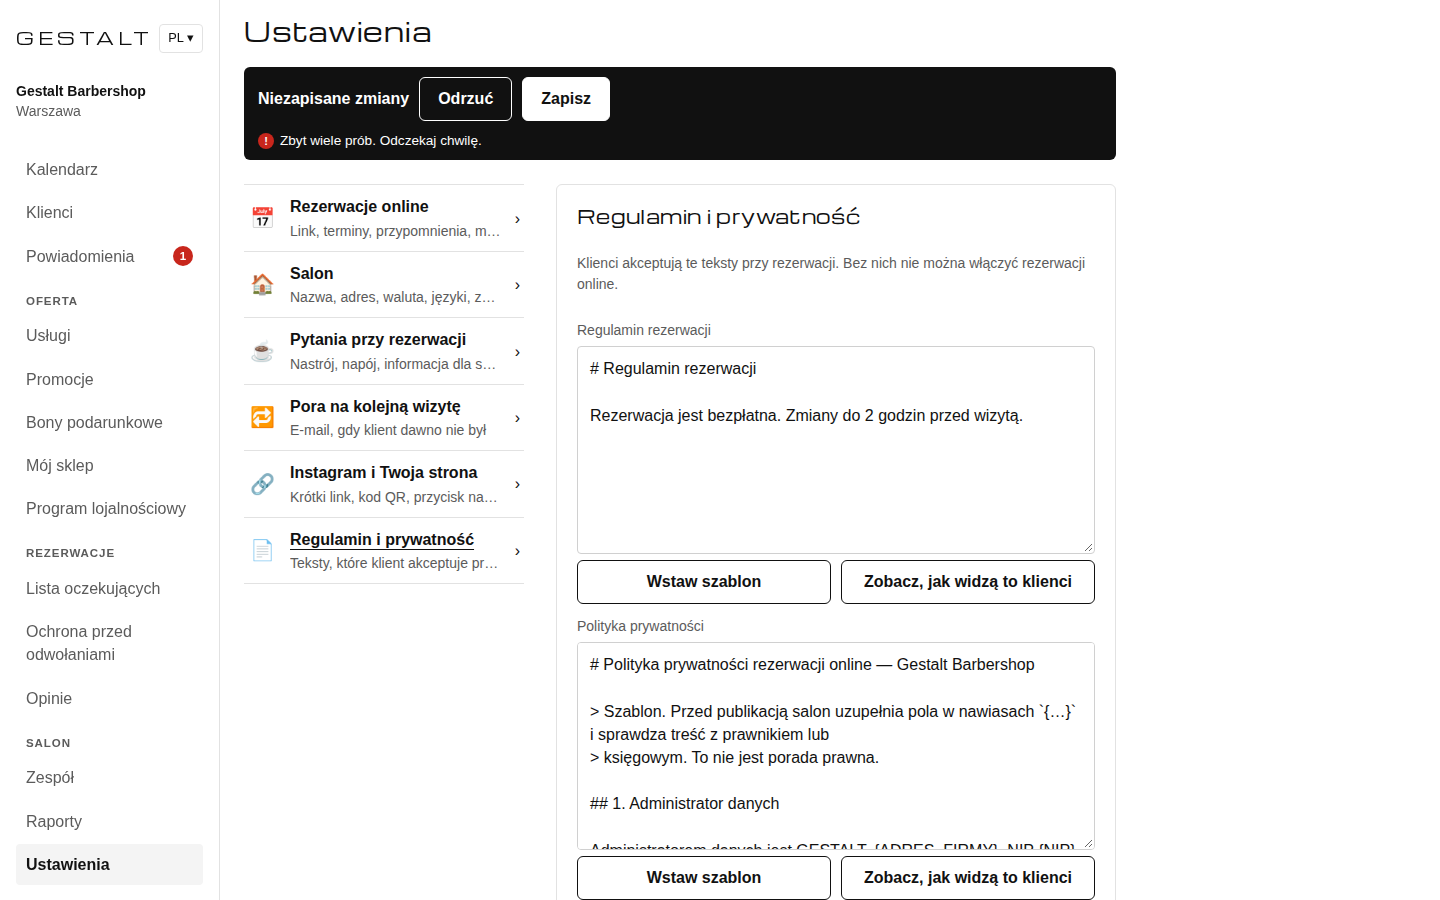 GESTALT
PL ▾
Gestalt Barbershop
Warszawa
Kalendarz
Klienci
Powiadomienia
1
OFERTA
Usługi
Promocje
Bony podarunkowe
Mój sklep
Program lojalnościowy
REZERWACJE
Lista oczekujących
Ochrona przed
odwołaniami
Opinie
SALON
Zespół
Raporty
Ustawienia
Ustawienia
Niezapisane zmiany
Odrzuć
Zapisz
! Zbyt wiele prób. Odczekaj chwilę.
Rezerwacje online
Link, terminy, przypomnienia, m…
Salon
Nazwa, adres, waluta, języki, z…
Pytania przy rezerwacji
Nastrój, napój, informacja dla s…
Pora na kolejną wizytę
E-mail, gdy klient dawno nie był
Instagram i Twoja strona
Krótki link, kod QR, przycisk na…
Regulamin i prywatność
Teksty, które klient akceptuje pr…
Regulamin i prywatność
Klienci akceptują te teksty przy rezerwacji. Bez nich nie można włączyć rezerwacji
online.
Regulamin rezerwacji
# Regulamin rezerwacji
Rezerwacja jest bezpłatna. Zmiany do 2 godzin przed wizytą.
Wstaw szablon
Zobacz, jak widzą to klienci
Polityka prywatności
# Polityka prywatności rezerwacji online — Gestalt Barbershop
> Szablon. Przed publikacją salon uzupełnia pola w nawiasach `{…}`
i sprawdza treść z prawnikiem lub
> księgowym. To nie jest porada prawna.
## 1. Administrator danych
Administratorem danych jest GESTALT, {ADRES_FIRMY}, NIP {NIP}
Wstaw szablon
Zobacz, jak widzą to klienci